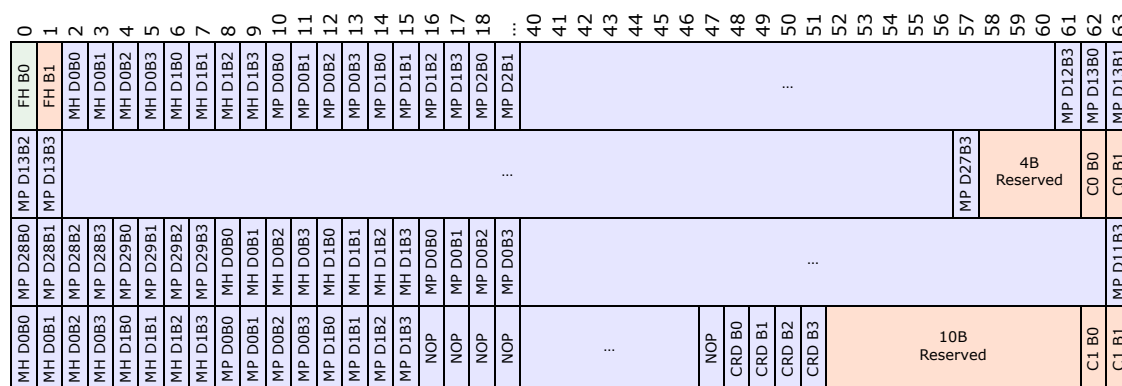 0 1 2 3 4 5 6 7 8 9 10 11 12 13 14 15 16 17 18 ... 40 41 42 43 44 45 46 47 48 49 50 51 52 53 54 55 56 57 58 59 60 61 62 63
FH B0 FH B1 MH D0B0 MH D0B1 MH D0B2 MH D0B3 MH D1B0 MH D1B1 MH D1B2 MH D1B3 MP D0B0 MP D0B1 MP D0B2 MP D0B3 MP D1B0 MP D1B1 MP D1B2 MP D1B3 MP D2B0 MP D2B1 ... MP D12B3 MP D13B0 MP D13B1
MP D13B2 MP D13B3 ... MP D27B3 4B Reserved C0 B0 C0 B1
MP D28B0 MP D28B1 MP D28B2 MP D28B3 MP D29B0 MP D29B1 MP D29B2 MP D29B3 MH D0B0 MH D0B1 MH D0B2 MH D0B3 MH D1B0 MH D1B1 MH D1B2 MH D1B3 MP D0B0 MP D0B1 MP D0B2 MP D0B3 ... MP D11B3
MH D0B0 MH D0B1 MH D0B2 MH D0B3 MH D1B0 MH D1B1 MH D1B2 MH D1B3 MP D0B0 MP D0B1 MP D0B2 MP D0B3 MP D1B0 MP D1B1 MP D1B2 MP D1B3 NOP NOP NOP NOP ... NOP CRD B0 CRD B1 CRD B2 CRD B3 10B Reserved C1 B0 C1 B1